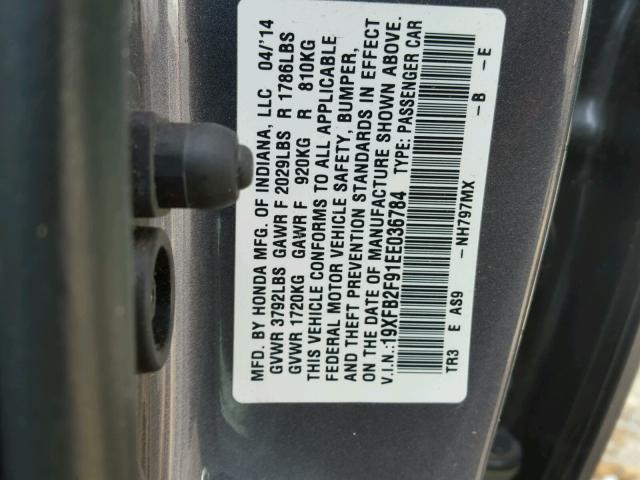 MFD. BY HONDA MFG. OF INDIANA, LLC 04/'14
GVWR 3792LBS GAWR F 2029LBS R 1786LBS
GVWR 1720KG GAWR F 920KG R 810KG
THIS VEHICLE CONFORMS TO ALL APPLICABLE
FEDERAL MOTOR VEHICLE SAFETY, BUMPER,
AND THEFT PREVENTION STANDARDS IN EFFECT
ON THE DATE OF MANUFACTURE SHOWN ABOVE.
V.I.N.:19XFB2F91EE036784 TYPE: PASSENGER CAR
TR3 E AS9 -NH797MX -B -E